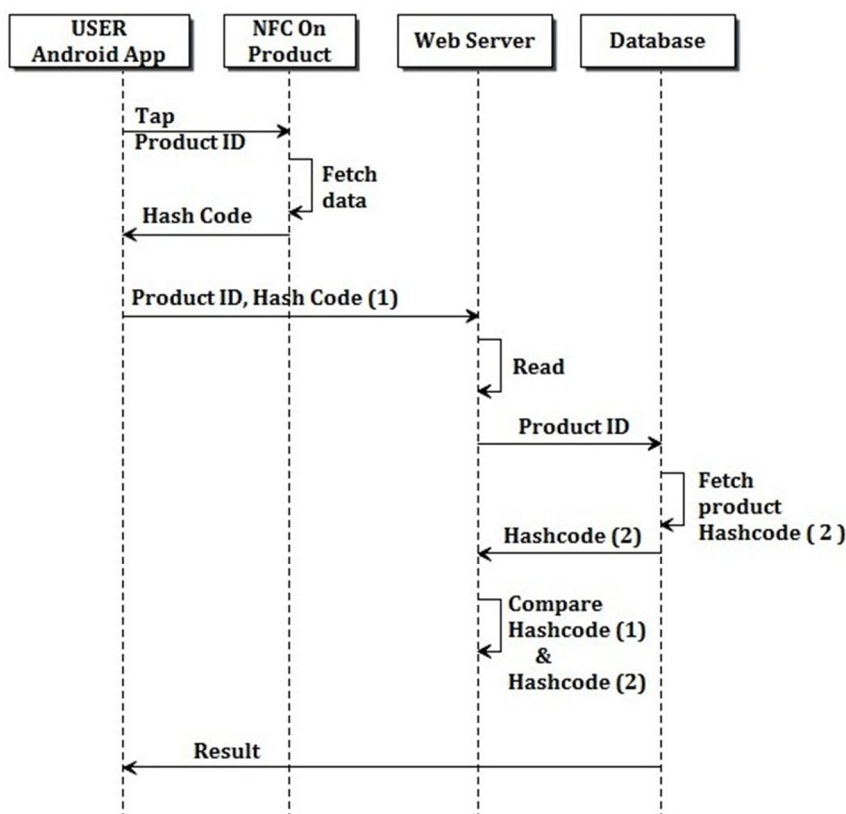 USER
Android App
NFC On
Product
Web Server
Database
Tap
Product ID
Fetch
data
Hash Code
Product ID, Hash Code (1)
Read
Product ID
Fetch
product
Hashcode ( 2 )
Hashcode (2)
Compare
Hashcode (1)
&
Hashcode (2)
Result